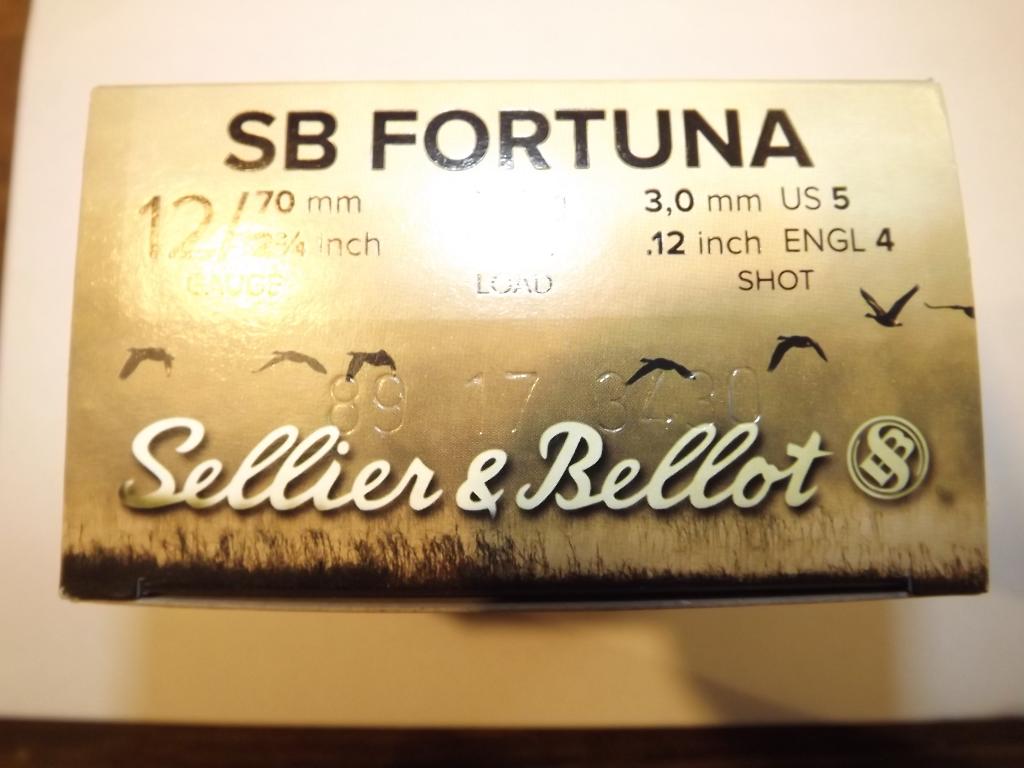 SB FORTUNA
12/70 mm
2¾ inch
GAUGE
LOAD
3,0 mm US 5
.12 inch ENGL 4
SHOT
89 17 3430
Sellier & Bellot
SB